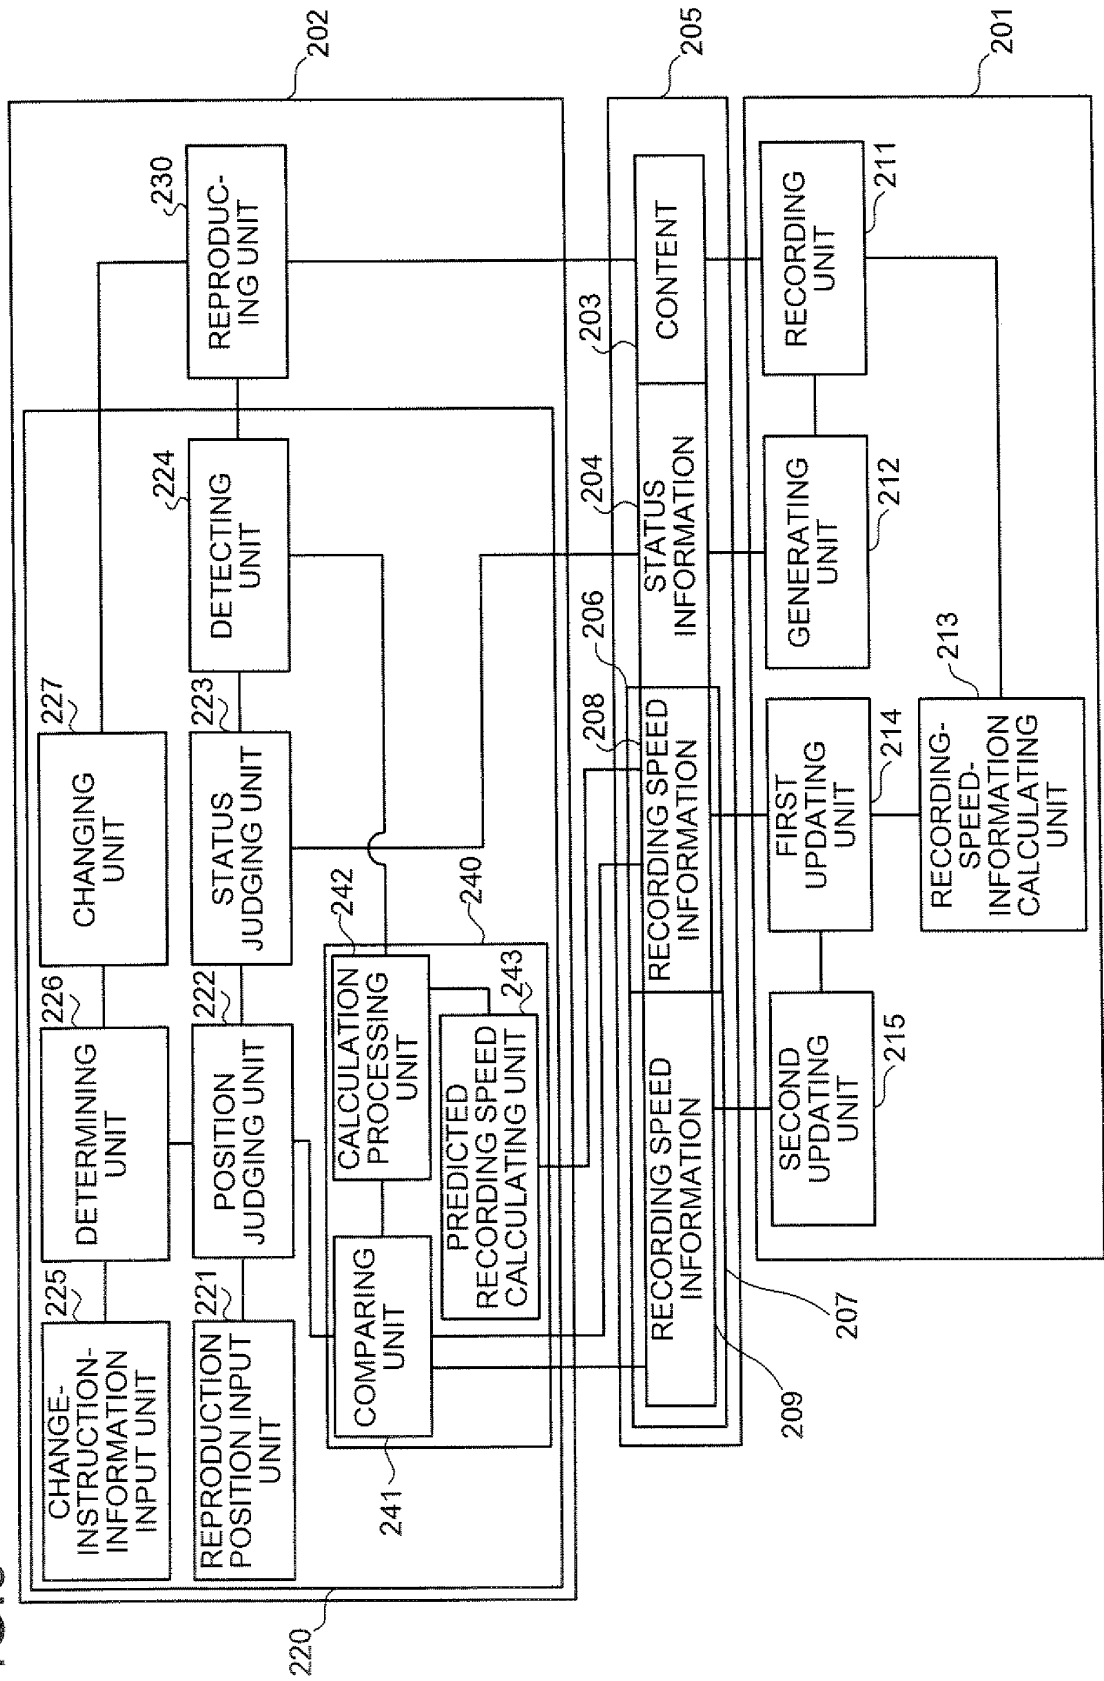 220
202
CHANGE-
INSTRUCTION-
INFORMATION
INPUT UNIT
225
DETERMINING
UNIT
226
CHANGING
UNIT
227
REPRODUCTION
POSITION INPUT
UNIT
221
POSITION
JUDGING UNIT
222
STATUS
JUDGING UNIT
223
DETECTING
UNIT
224
REPRODUC-
ING UNIT
230
COMPARING
UNIT
241
CALCULATION
PROCESSING
UNIT
242
PREDICTED
RECORDING SPEED
CALCULATING UNIT
243
240
205
RECORDING SPEED
INFORMATION
209
207
RECORDING SPEED
INFORMATION
208
206
STATUS
INFORMATION
204
CONTENT
203
201
SECOND
UPDATING
UNIT
215
FIRST
UPDATING
UNIT
214
GENERATING
UNIT
212
RECORDING
UNIT
211
RECORDING-
SPEED-
INFORMATION
CALCULATING
UNIT
213